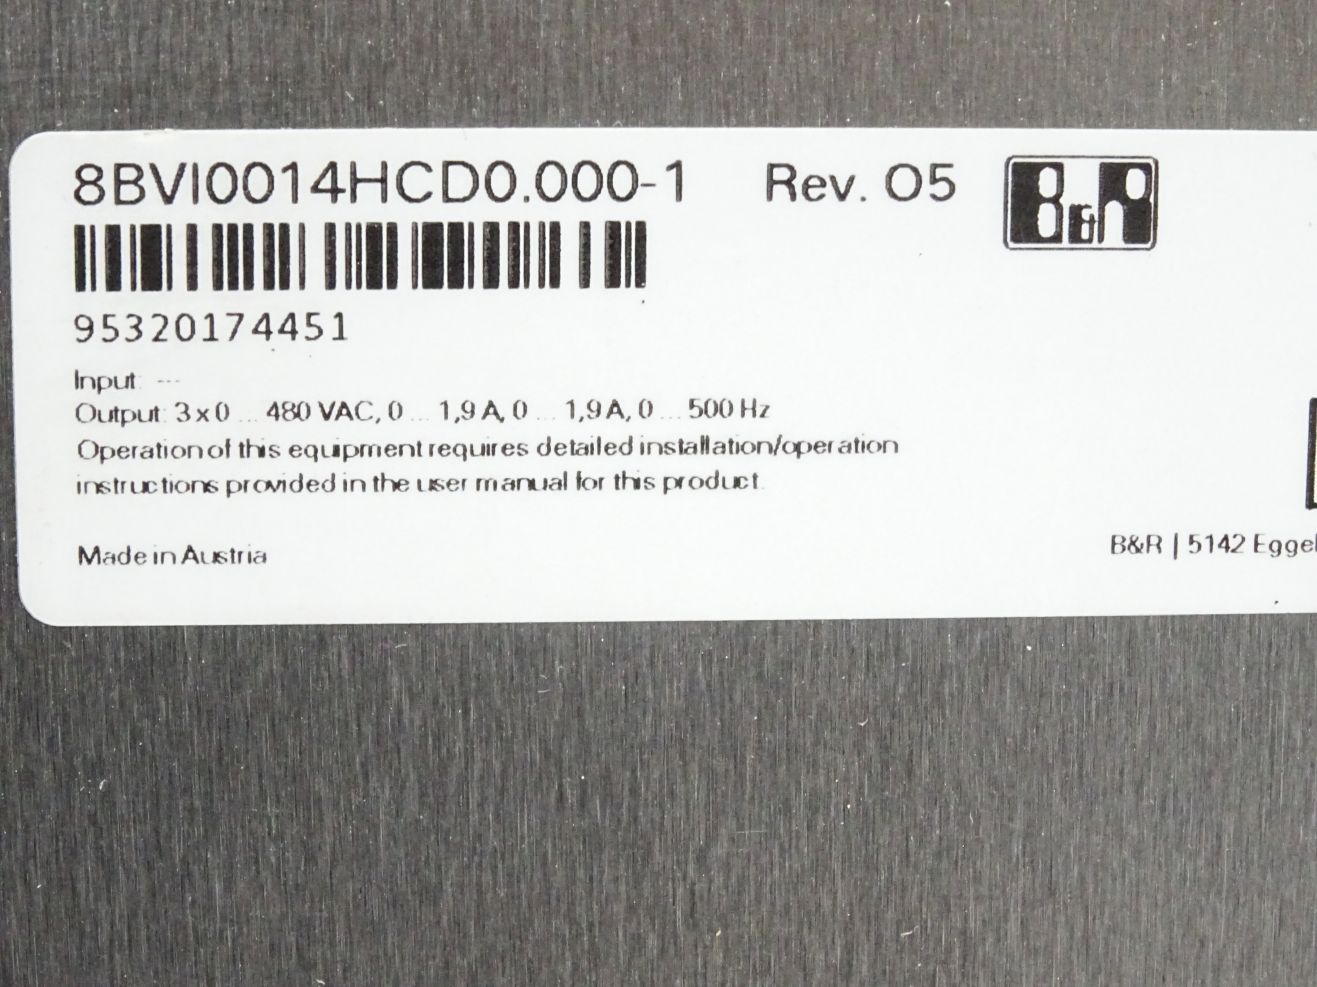 8BVI0014HCD0.000-1 Rev. O5 B&R
95320174451
Input: ---
Output: 3 x 0 ... 480 VAC, 0 ... 1,9 A, 0 ... 1,9 A, 0 ... 500 Hz
Operation of this equipment requires detailed installation/operation
instructions provided in the user manual for this product.
Made in Austria
B&R | 5142 Eggel